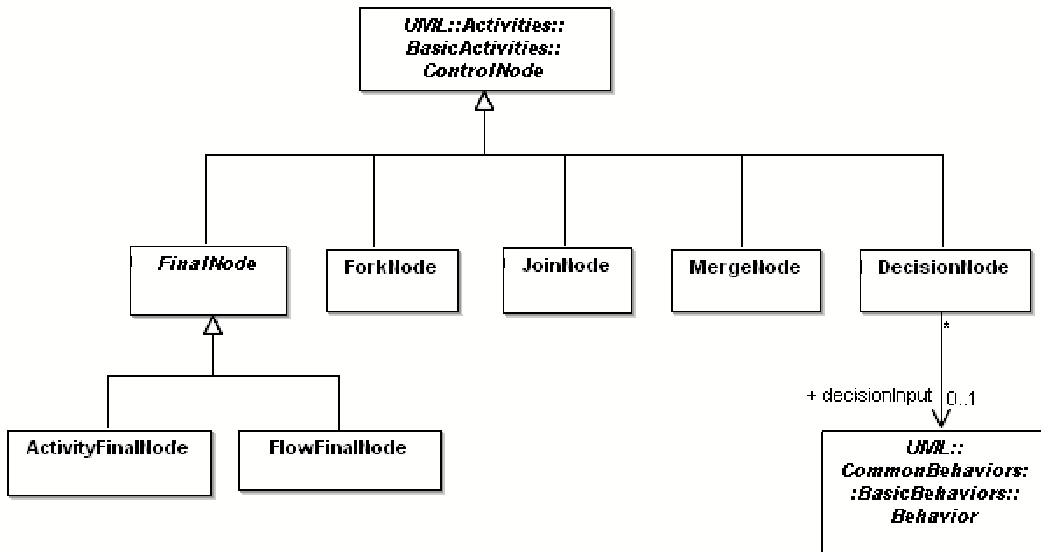 UML::Activities::
BasicActivities::
ControlNode
FinalNode
ForkNode
JoinNode
MergeNode
DecisionNode
*
+ decisionInput
0..1
ActivityFinalNode
FlowFinalNode
UML::
CommonBehaviors:
:BasicBehaviors::
Behavior